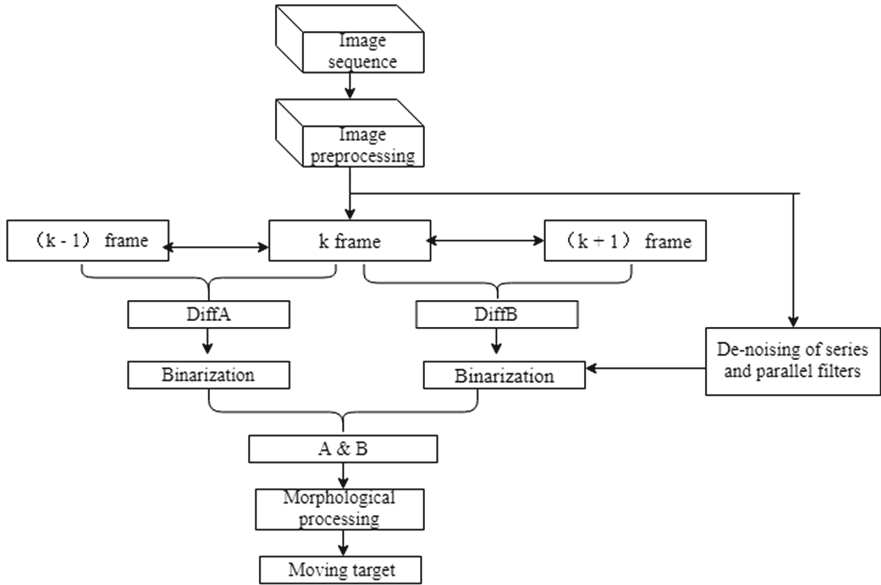 Image
sequence
Image
preprocessing
（k - 1） frame
k frame
（k + 1） frame
DiffA
DiffB
De-noising of series
and parallel filters
Binarization
Binarization
A & B
Morphological
processing
Moving target